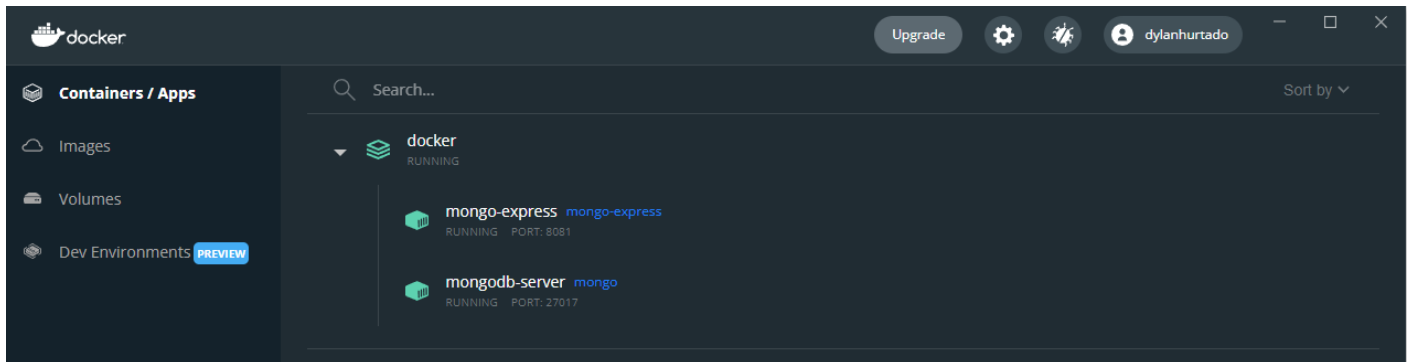 docker
Upgrade
dylanhurtado
Containers / Apps
Images
Volumes
Dev Environments PREVIEW
Search...
Sort by
docker
RUNNING
mongo-express mongo-express
RUNNING PORT: 8081
mongodb-server mongo
RUNNING PORT: 27017